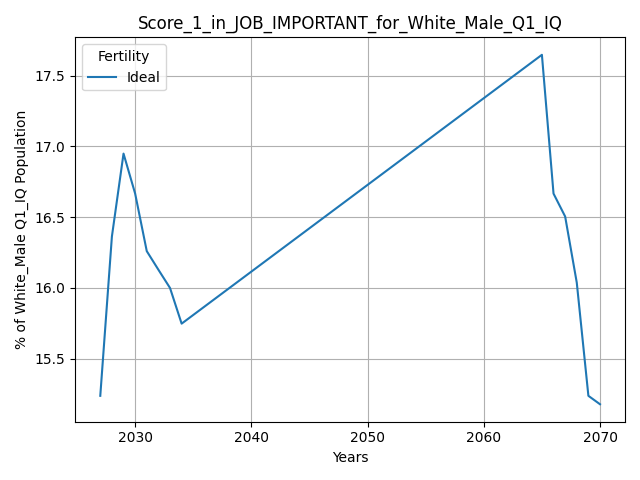 Score_1_in_JOB_IMPORTANT_for_White_Male_Q1_IQ
Fertility
Ideal
% of White_Male Q1_IQ Population
17.5
17.0
16.5
16.0
15.5
2030 2040 2050 2060 2070
Years